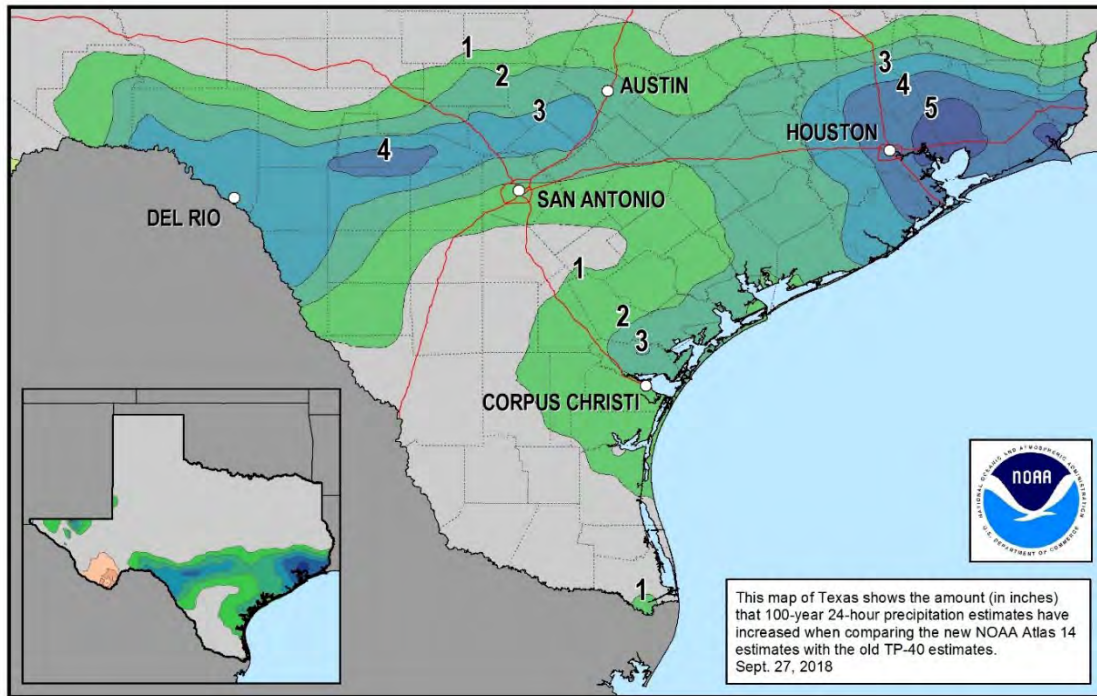 1
2
3
AUSTIN
3
4
5
HOUSTON
4
DEL RIO
SAN ANTONIO
1
2
3
CORPUS CHRISTI
1
NATIONAL OCEANIC AND ATMOSPHERIC ADMINISTRATION
NOAA
U.S. DEPARTMENT OF COMMERCE
This map of Texas shows the amount (in inches)
that 100-year 24-hour precipitation estimates have
increased when comparing the new NOAA Atlas 14
estimates with the old TP-40 estimates.
Sept. 27, 2018